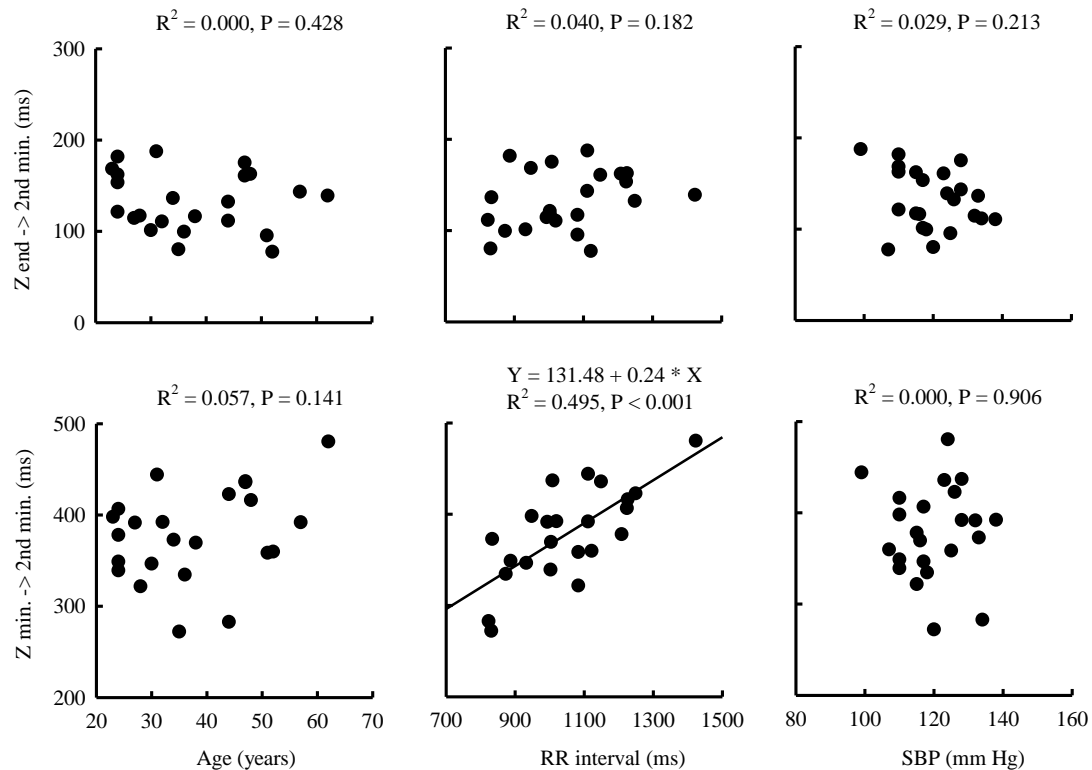 R² = 0.000, P = 0.428
R² = 0.040, P = 0.182
R² = 0.029, P = 0.213
Z end -> 2nd min. (ms)
300
200
100
0
Y = 131.48 + 0.24 * X
R² = 0.057, P = 0.141
R² = 0.495, P < 0.001
R² = 0.000, P = 0.906
Z min. -> 2nd min. (ms)
500
400
300
200
20 30 40 50 60 70
700 900 1100 1300 1500
80 100 120 140 160
Age (years)
RR interval (ms)
SBP (mm Hg)